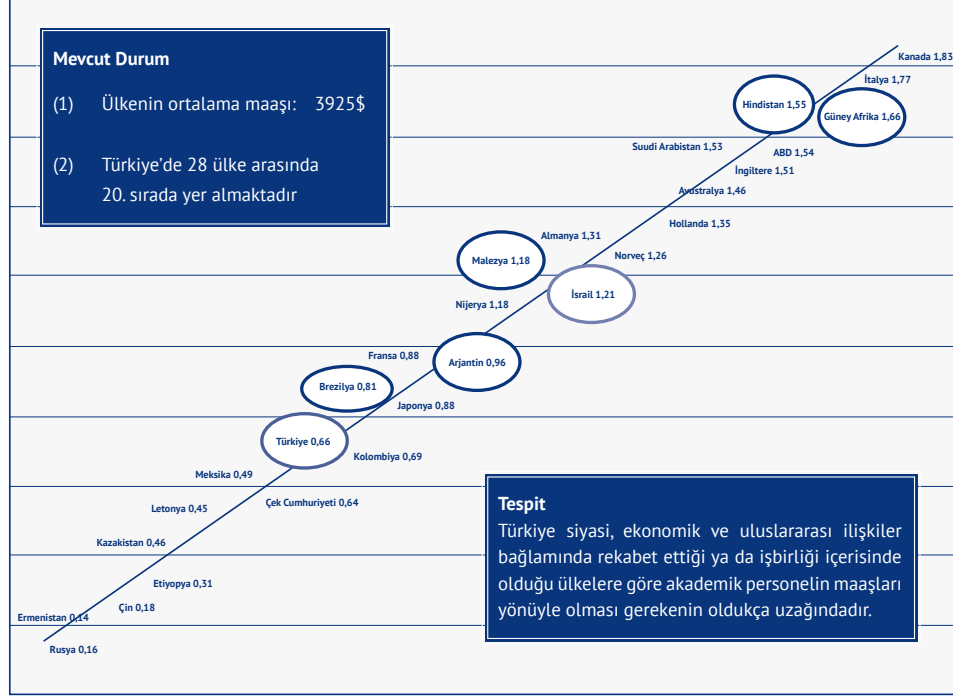 Mevcut Durum
(1) Ülkenin ortalama maaşı: 3925$
(2) Türkiye’de 28 ülke arasında
20. sırada yer almaktadır
Kanada 1,83
İtalya 1,77
Hindistan 1,55
Güney Afrika 1,66
Suudi Arabistan 1,53
ABD 1,54
İngiltere 1,51
Avustralya 1,46
Hollanda 1,35
Almanya 1,31
Norveç 1,26
Malezya 1,18
İsrail 1,21
Nijerya 1,18
Fransa 0,88
Arjantin 0,96
Brezilya 0,81
Japonya 0,88
Türkiye 0,66
Kolombiya 0,69
Meksika 0,49
Çek Cumhuriyeti 0,64
Letonya 0,45
Kazakistan 0,46
Etiyopya 0,31
Çin 0,18
Ermenistan 0,14
Rusya 0,16
Tespit
Türkiye siyasi, ekonomik ve uluslararası ilişkiler
bağlamında rekabet ettiği ya da işbirliği içerisinde
olduğu ülkelere göre akademik personelin maaşları
yönüyle olması gerekenin oldukça uzağındadır.